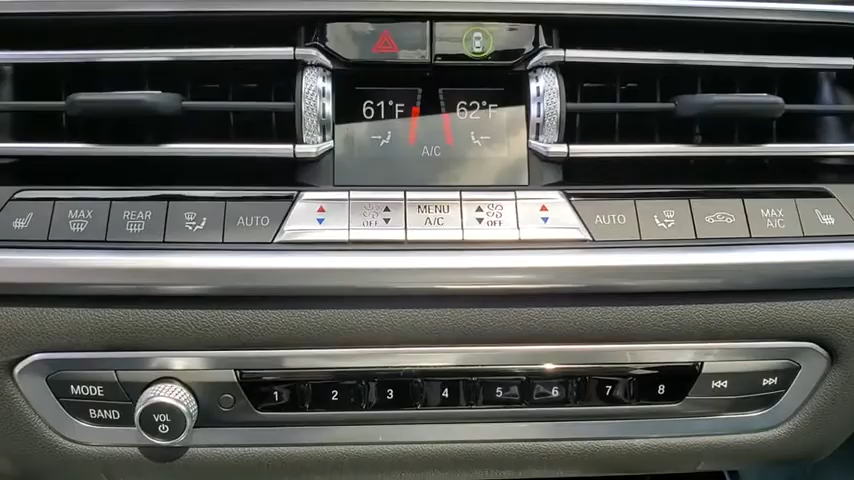 61°F 62°F
A/C
MAX REAR AUTO OFF MENU A/C OFF AUTO MAX A/C
MODE
BAND
VOL
1 2 3 4 5 6 7 8